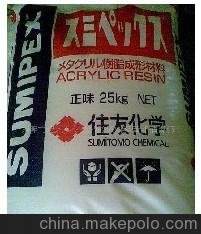 SUMIPEX
スミペックス
メタクリル樹脂成形材料
ACRYLIC RESIN
正味 25kg NET
住友化学
SUMITOMO CHEMICAL
china.makepolo.com